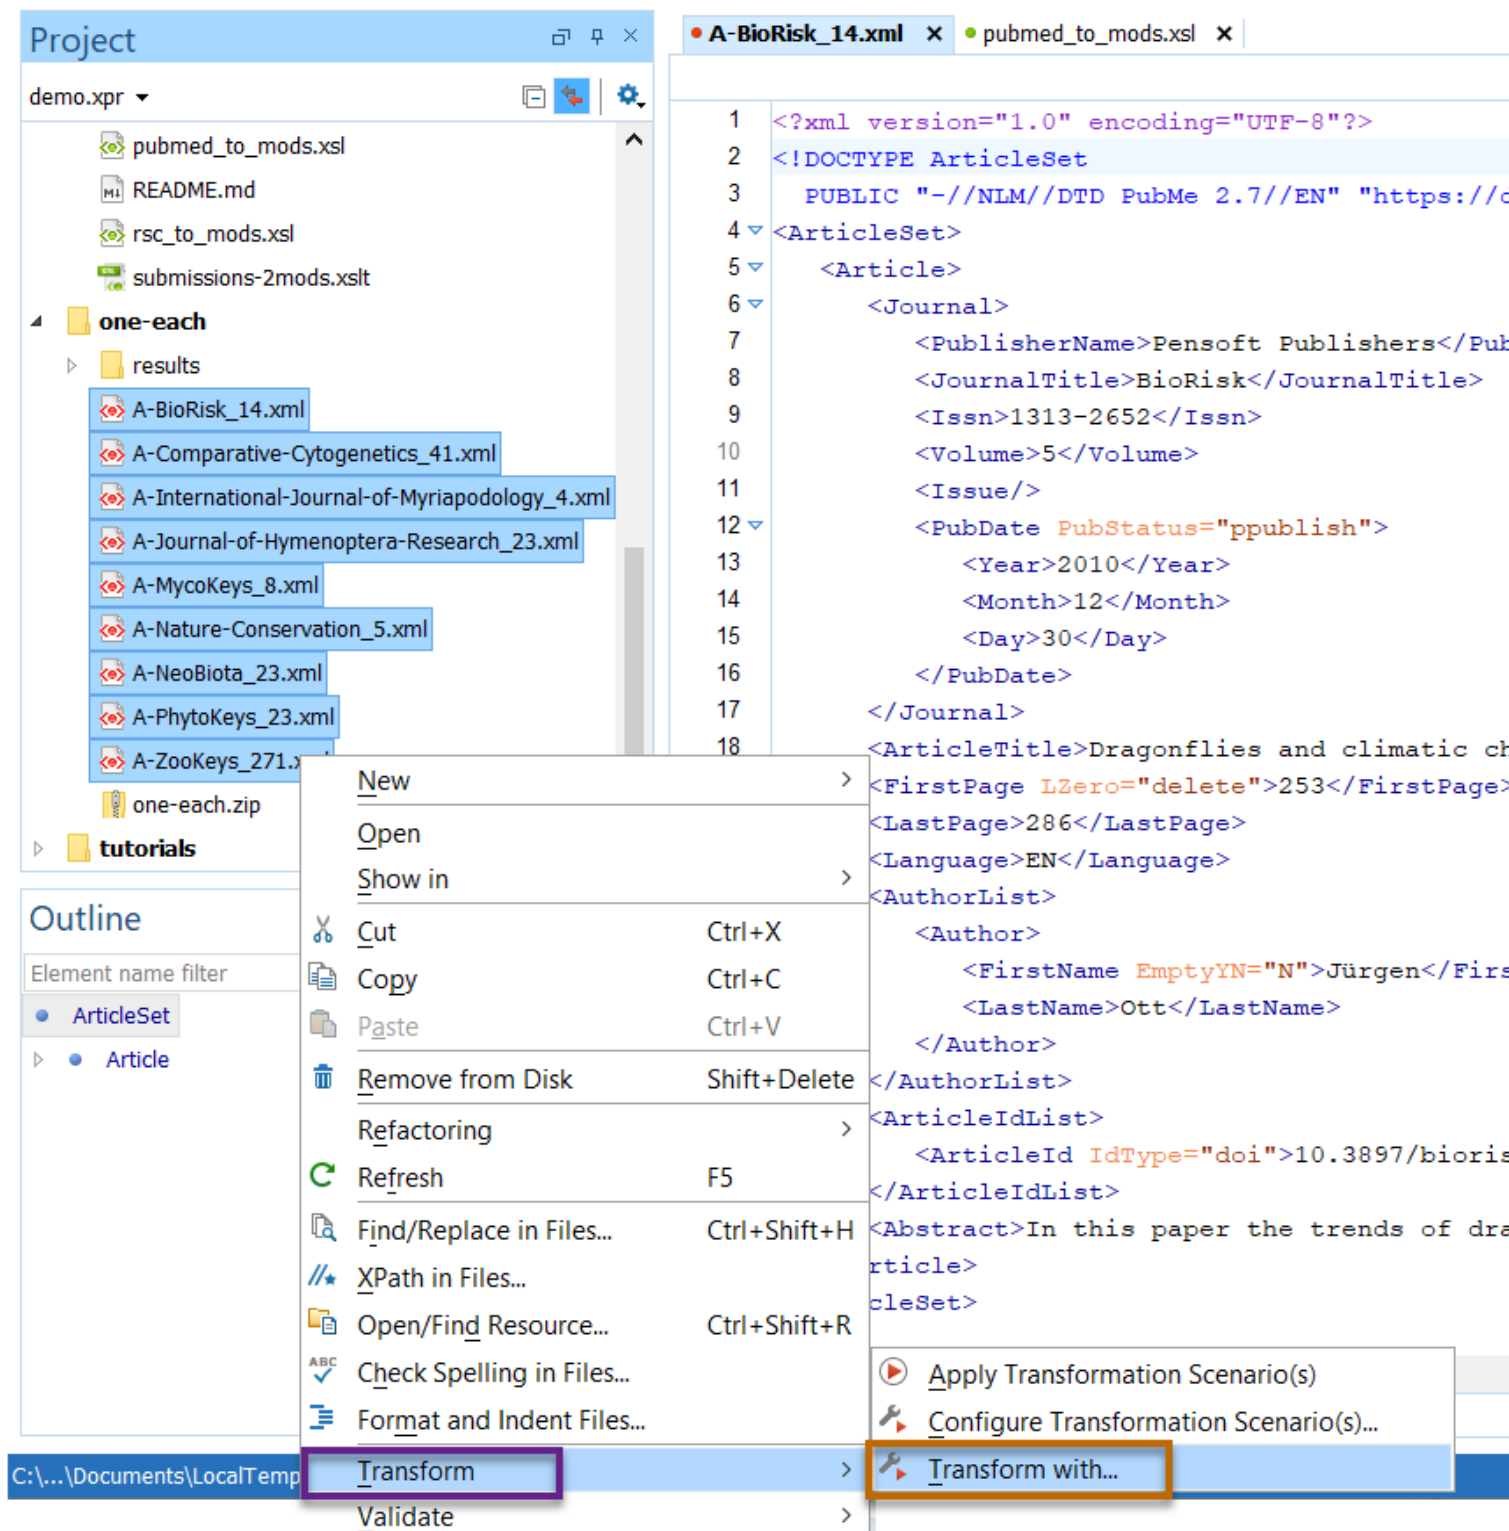 Project
demo.xpr
pubmed_to_mods.xsl
README.md
rsc_to_mods.xsl
submissions-2mods.xslt
one-each
results
A-BioRisk_14.xml
A-Comparative-Cytogenetics_41.xml
A-International-Journal-of-Myriapodology_4.xml
A-Journal-of-Hymenoptera-Research_23.xml
A-MycoKeys_8.xml
A-Nature-Conservation_5.xml
A-NeoBiota_23.xml
A-PhytoKeys_23.xml
A-ZooKeys_271.x
one-each.zip
tutorials
Outline
Element name filter
ArticleSet
Article
C:\...\Documents\LocalTemp
A-BioRisk_14.xml pubmed_to_mods.xsl
1 <?xml version="1.0" encoding="UTF-8"?>
2 <!DOCTYPE ArticleSet
3 PUBLIC "-//NLM//DTD PubMe 2.7//EN" "https://
4 <ArticleSet>
5 <Article>
6 <Journal>
7 <PublisherName>Pensoft Publishers</Pub
8 <JournalTitle>BioRisk</JournalTitle>
9 <Issn>1313-2652</Issn>
10 <Volume>5</Volume>
11 <Issue/>
12 <PubDate PubStatus="ppublish">
13 <Year>2010</Year>
14 <Month>12</Month>
15 <Day>30</Day>
16 </PubDate>
17 </Journal>
18 <ArticleTitle>Dragonflies and climatic ch
<FirstPage LZero="delete">253</FirstPage>
<LastPage>286</LastPage>
<Language>EN</Language>
<AuthorList>
<Author>
<FirstName EmptyYN="N">Jürgen</Firs
<LastName>Ott</LastName>
</Author>
</AuthorList>
<ArticleIdList>
<ArticleId IdType="doi">10.3897/bioris
</ArticleIdList>
<Abstract>In this paper the trends of dra
rticle>
cleSet>
New
Open
Show in
Cut Ctrl+X
Copy Ctrl+C
Paste Ctrl+V
Remove from Disk Shift+Delete
Refactoring
Refresh F5
Find/Replace in Files... Ctrl+Shift+H
XPath in Files...
Open/Find Resource... Ctrl+Shift+R
ABC Check Spelling in Files...
Format and Indent Files...
Transform
Validate
Apply Transformation Scenario(s)
Configure Transformation Scenario(s)...
Transform with...